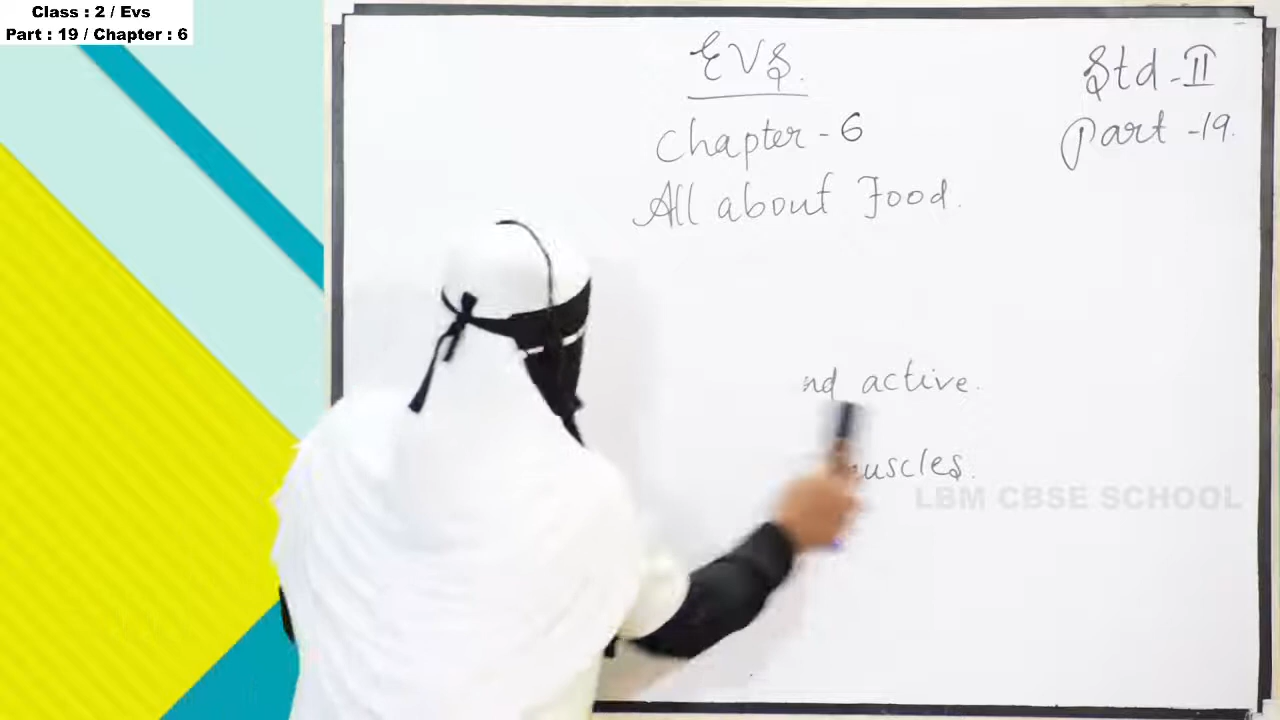 Class : 2 / Evs
Part : 19 / Chapter : 6
EVS.
Std-II
Chapter-6
Part -19.
All about Food.
nd active.
uscles.
LBM CBSE SCHOOL